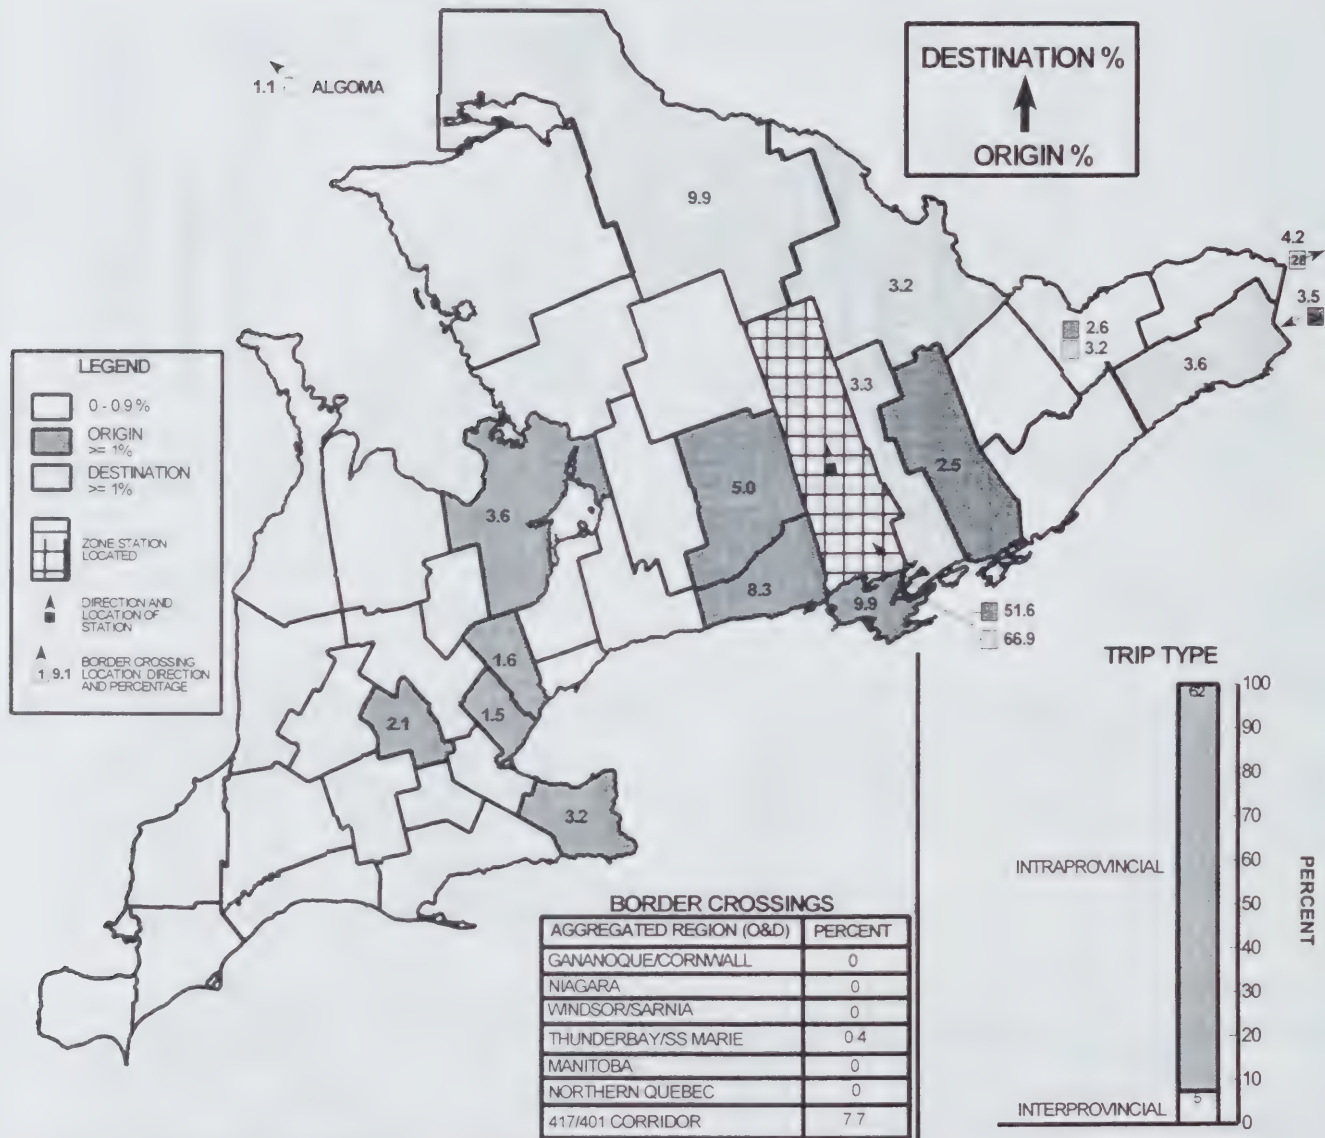 DESTINATION %
ORIGIN %
1.1 ALGOMA
9.9
3.2
4.2
28
3.5
2.6
3.2
3.6
3.3
2.5
5.0
3.6
8.3
9.9
51.6
66.9
1.6
1.5
2.1
3.2
LEGEND
0 - 0.9 %
ORIGIN
>= 1%
DESTINATION
>= 1%
ZONE STATION
LOCATED
DIRECTION AND
LOCATION OF
STATION
1 9.1 BORDER CROSSING
LOCATION DIRECTION
AND PERCENTAGE
BORDER CROSSINGS
AGGREGATED REGION (O&D) PERCENT
GANANOQUE/CORNWALL 0
NIAGARA 0
WINDSOR/SARNIA 0
THUNDERBAY/SS MARIE 0.4
MANITOBA 0
NORTHERN QUEBEC 0
417/401 CORRIDOR 7.7
TRIP TYPE
62
100
90
80
70
60
50
40
30
20
10
0
INTRAPROVINCIAL
INTERPROVINCIAL
5
PERCENT